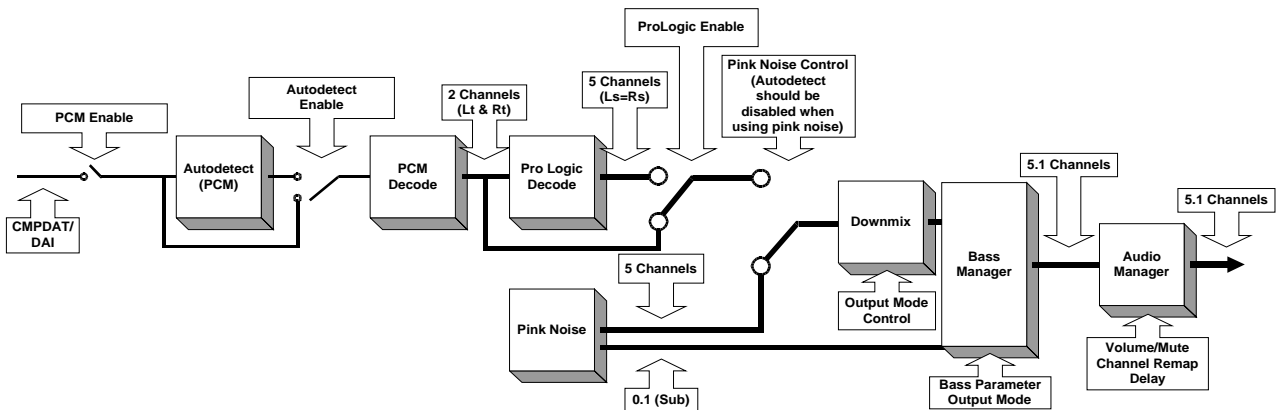 ProLogic Enable
Pink Noise Control
(Autodetect
should be
disabled when
using pink noise)
5 Channels
(Ls=Rs)
2 Channels
(Lt & Rt)
Autodetect
Enable
PCM Enable
Autodetect
(PCM)
PCM
Decode
Pro Logic
Decode
CMPDAT/
DAI
5.1 Channels
5.1 Channels
Downmix
Bass
Manager
Audio
Manager
5 Channels
Output Mode
Control
Pink Noise
Volume/Mute
Channel Remap
Delay
Bass Parameter
Output Mode
0.1 (Sub)